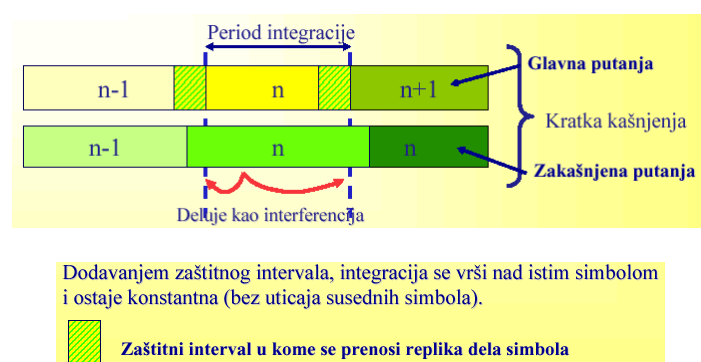 Period integracije
n-1 n n+1
Glavna putanja
Kratka kašnjenja
n-1 n n
Zakašnjena putanja
Deluje kao interferencija
Dodavanjem zaštitnog intervala, integracija se vrši nad istim simbolom
i ostaje konstantna (bez uticaja susednih simbola).
Zaštitni interval u kome se prenosi replika dela simbola